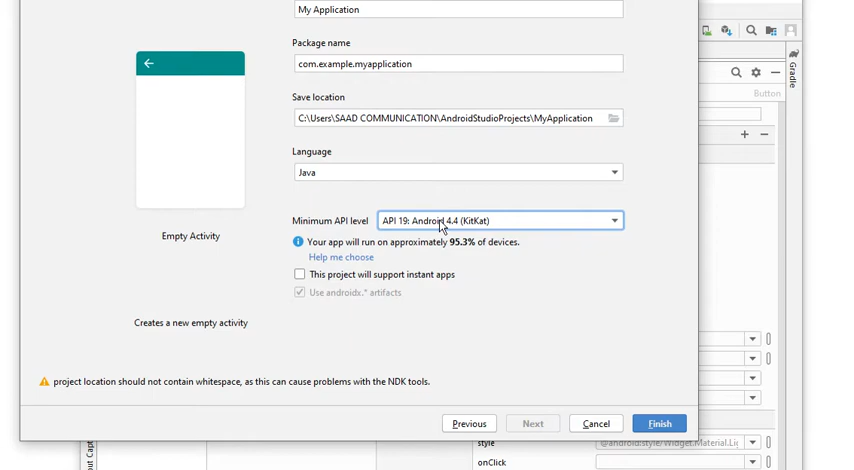 My Application
Package name
com.example.myapplication
Save location
C:\Users\SAAD COMMUNICATION\AndroidStudioProjects\MyApplication
Language
Java
Minimum API level
API 19: Android 4.4 (KitKat)
Your app will run on approximately 95.3% of devices.
Help me choose
This project will support instant apps
Use androidx.* artifacts
Empty Activity
Creates a new empty activity
project location should not contain whitespace, as this can cause problems with the NDK tools.
Previous
Next
Cancel
Finish
Gradle
Button
style
@android:style/Widget.Material.Lig
onClick